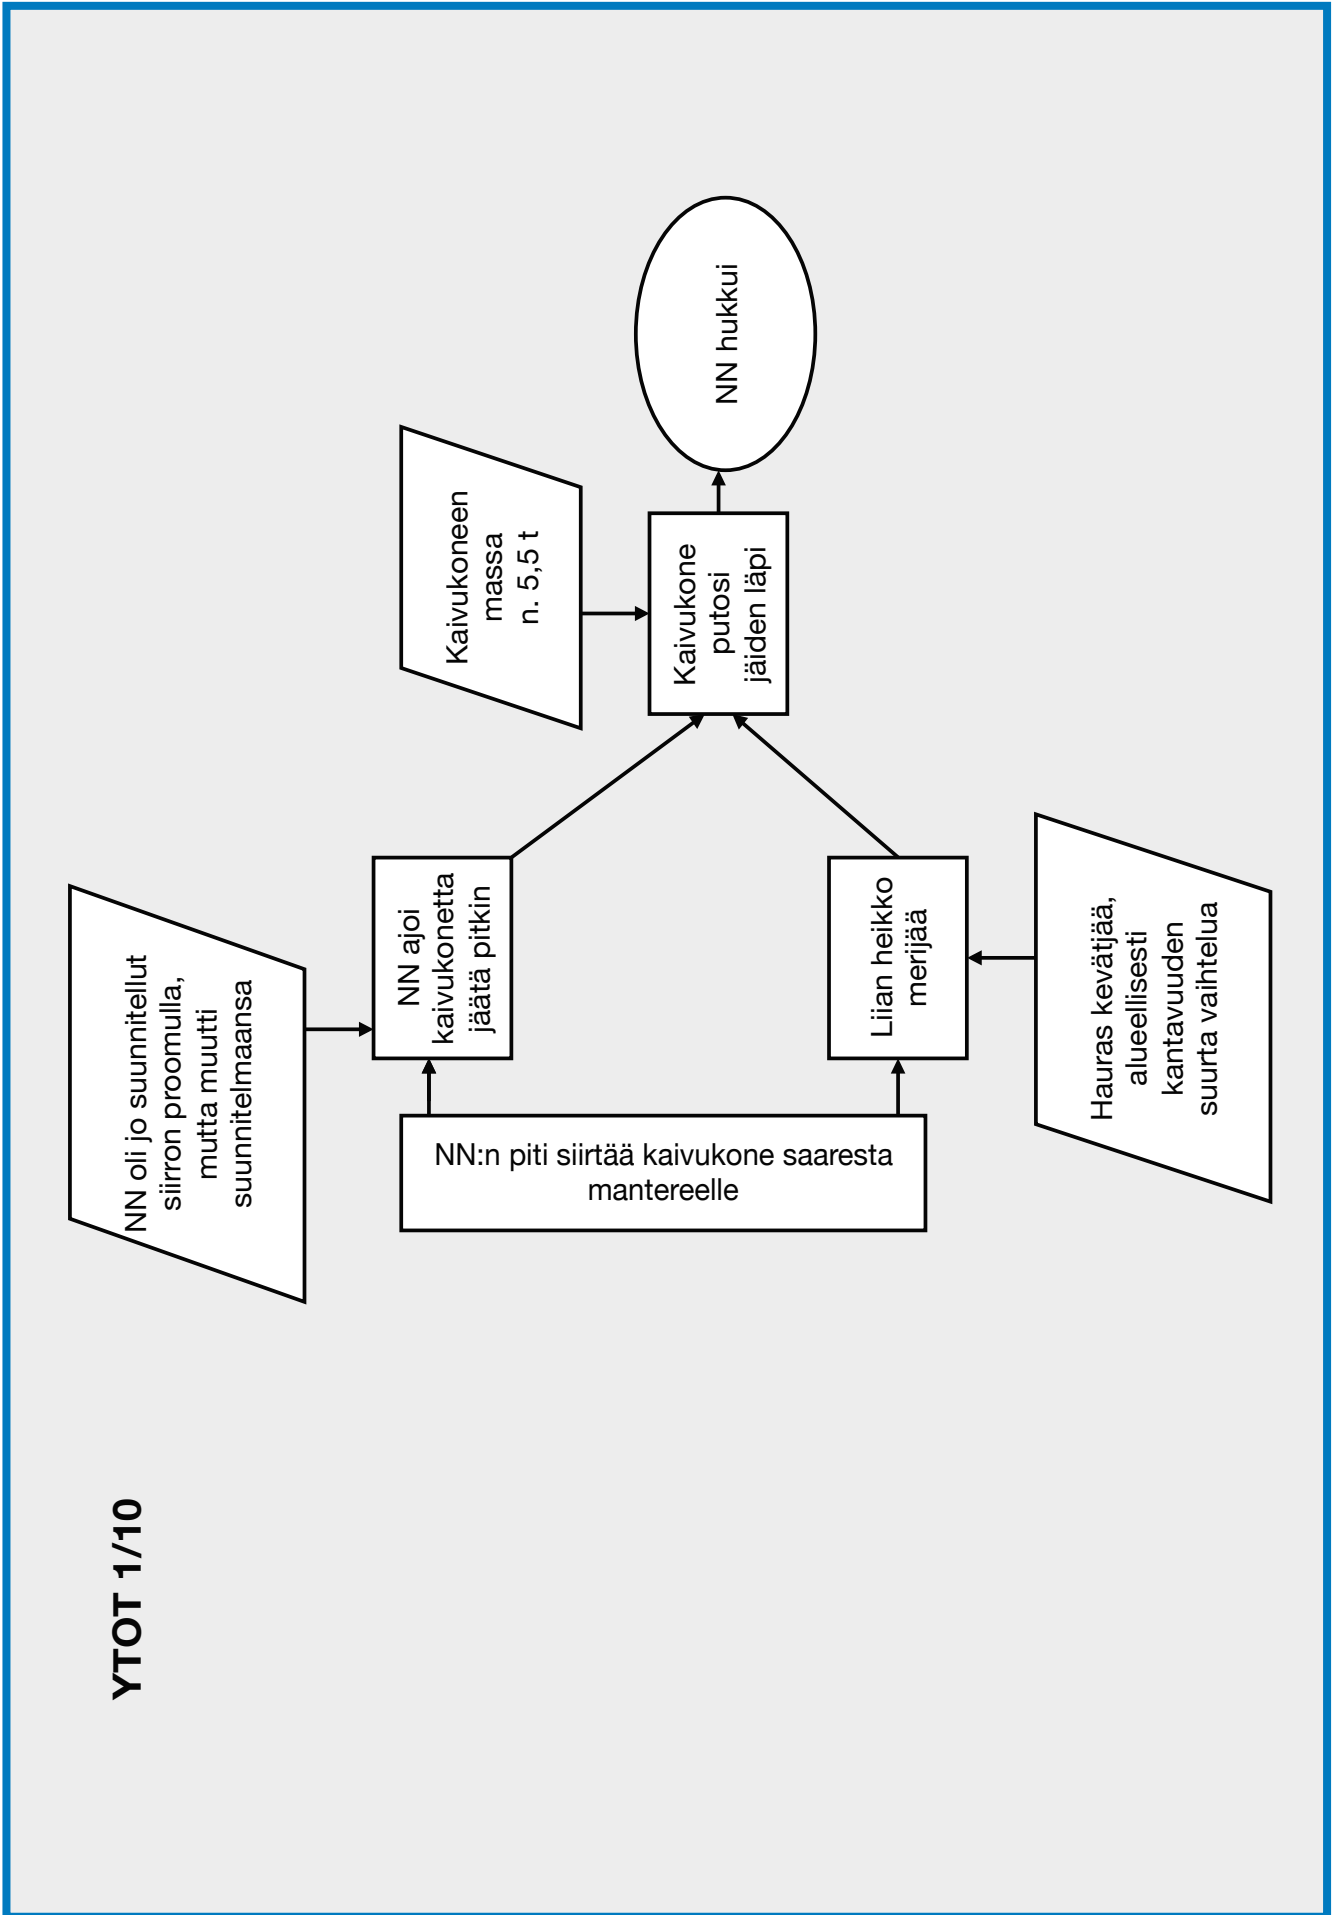 YTOT 1/10
NN oli jo suunnitellut
siirron proomulla,
mutta muutti
suunnitelmaansa
NN:n piti siirtää kaivukone saaresta
mantereelle
NN ajoi
kaivukonetta
jäätä pitkin
Liian heikko
merijää
Hauras kevätjää,
alueellisesti
kantavuuden
suurta vaihtelua
Kaivukoneen
massa
n. 5,5 t
Kaivukone
putosi
jäiden läpi
NN hukkui